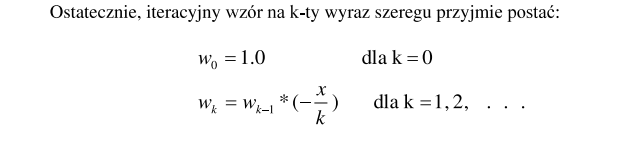 Ostatecznie, iteracyjny wzór na k-ty wyraz szeregu przyjmie postać:
w₀ = 1.0 dla k = 0
wₖ = wₖ₋₁ * (−x/k) dla k = 1, 2, . . .